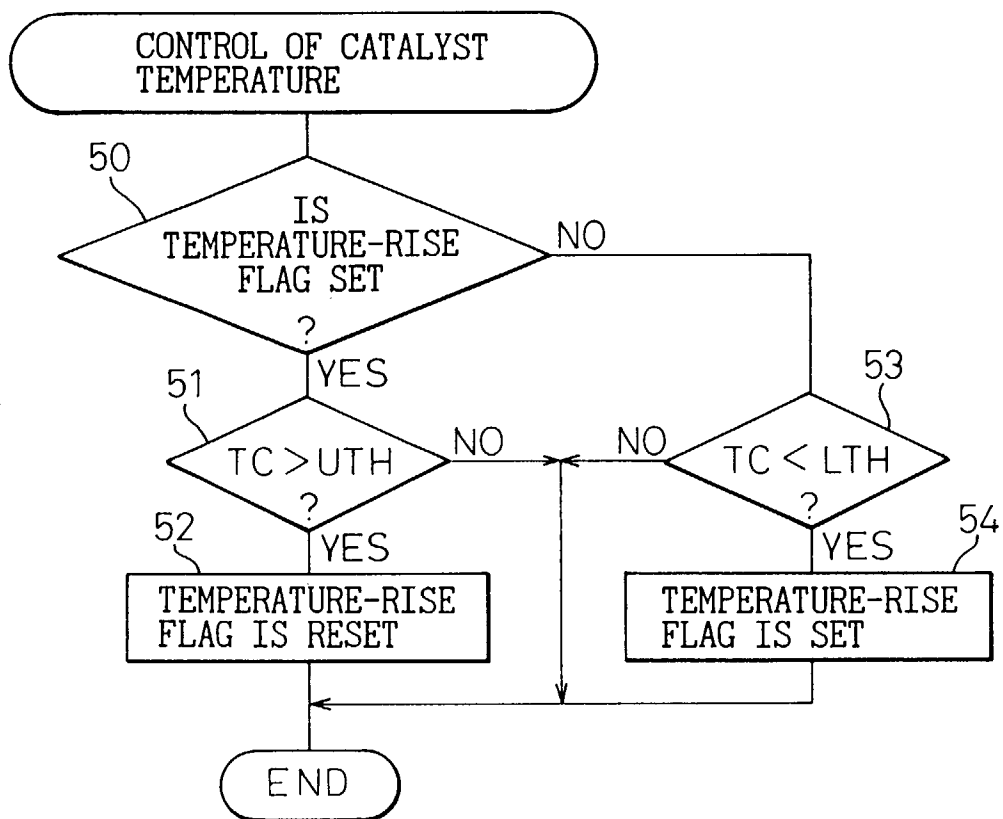 CONTROL OF CATALYST
TEMPERATURE
50
IS
TEMPERATURE-RISE
FLAG SET
?
NO
YES
51
TC>UTH
?
NO
YES
53
TC<LTH
?
NO
YES
52
TEMPERATURE-RISE
FLAG IS RESET
54
TEMPERATURE-RISE
FLAG IS SET
END